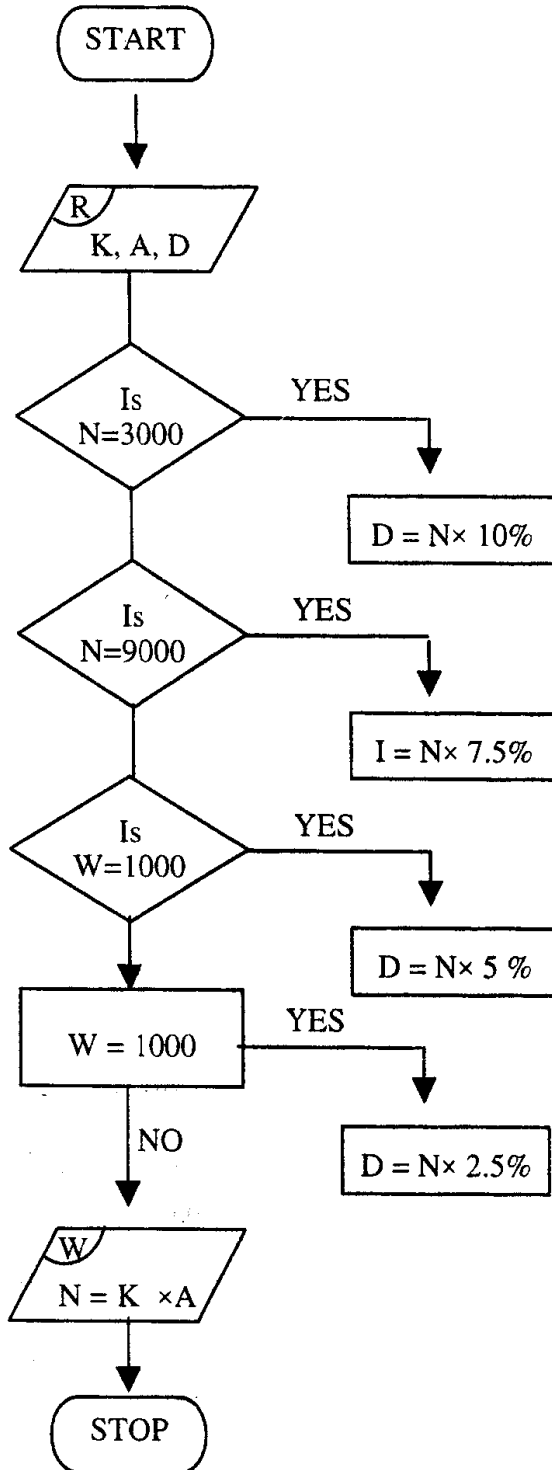 START
R
K, A, D
Is
N=3000
YES
D = N× 10%
Is
N=9000
YES
I = N× 7.5%
Is
W=1000
YES
D = N× 5 %
W = 1000
YES
NO
D = N× 2.5%
W
N = K ×A
STOP